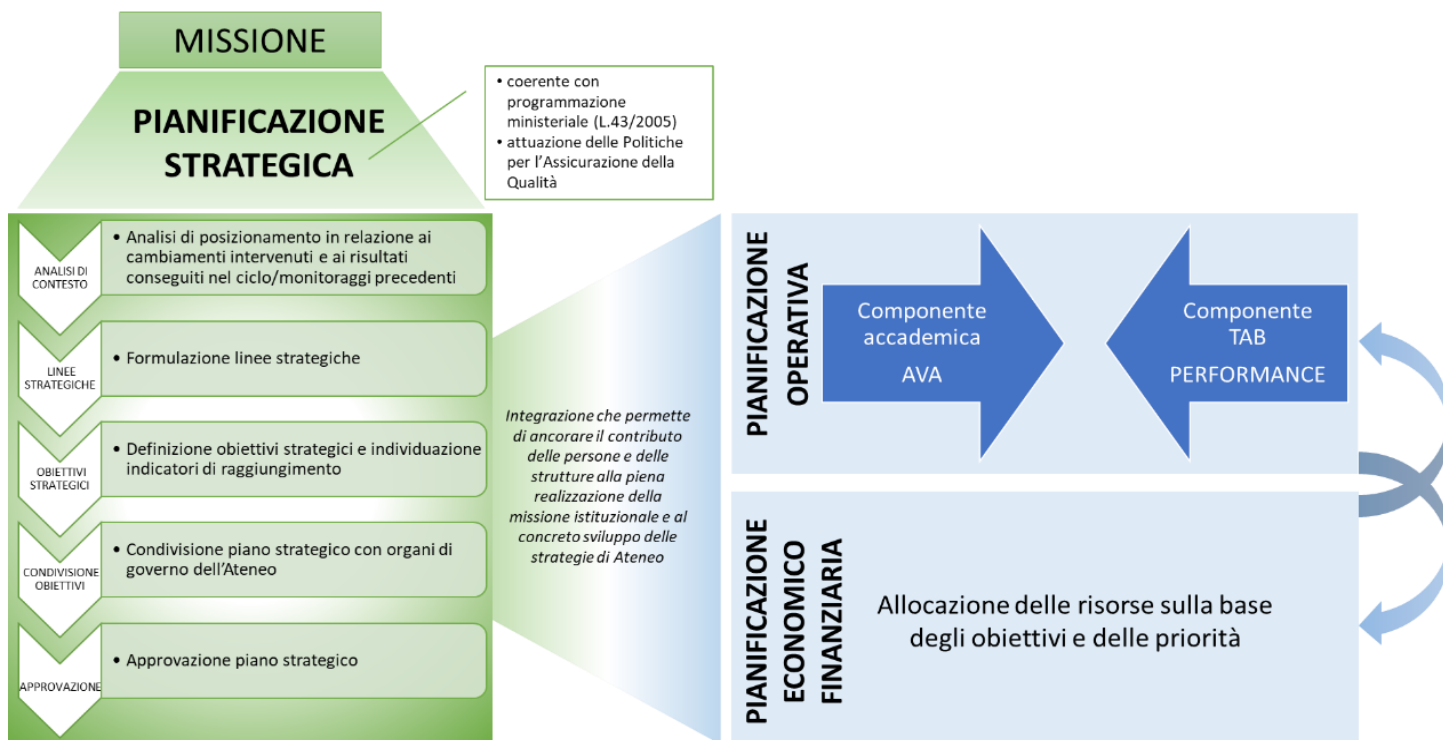 MISSIONE
PIANIFICAZIONE
STRATEGICA
• coerente con
programmazione
ministeriale (L.43/2005)
• attuazione delle Politiche
per l'Assicurazione della
Qualità
ANALISI DI
CONTESTO
• Analisi di posizionamento in relazione ai
cambiamenti intervenuti e ai risultati
conseguiti nel ciclo/monitoraggi precedenti
LINEE
STRATEGICHE
• Formulazione linee strategiche
OBIETTIVI
STRATEGICI
• Definizione obiettivi strategici e individuazione
indicatori di raggiungimento
CONDIVISIONE
OBIETTIVI
• Condivisione piano strategico con organi di
governo dell'Ateneo
APPROVAZIONE
• Approvazione piano strategico
Integrazione che permette
di ancorare il contributo
delle persone e delle
strutture alla piena
realizzazione della
missione istituzionale e al
concreto sviluppo delle
strategie di Ateneo
PIANIFICAZIONE
OPERATIVA
Componente
accademica
AVA
Componente
TAB
PERFORMANCE
PIANIFICAZIONE
ECONOMICO
FINANZIARIA
Allocazione delle risorse sulla base
degli obiettivi e delle priorità